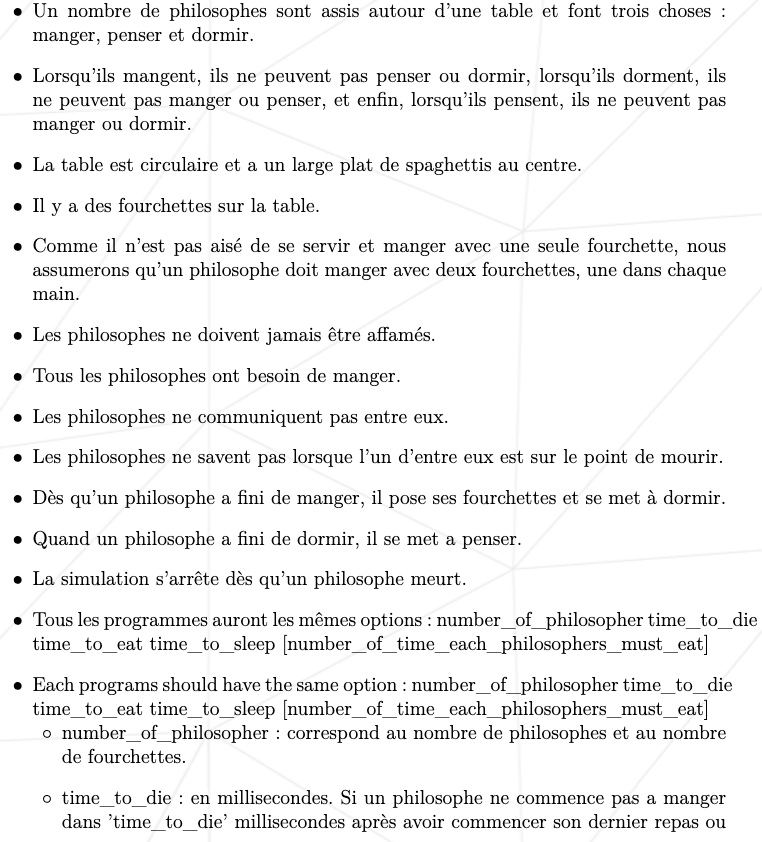 • Un nombre de philosophes sont assis autour d'une table et font trois choses :
manger, penser et dormir.
• Lorsqu'ils mangent, ils ne peuvent pas penser ou dormir, lorsqu'ils dorment, ils
ne peuvent pas manger ou penser, et enfin, lorsqu'ils pensent, ils ne peuvent pas
manger ou dormir.
• La table est circulaire et a un large plat de spaghettis au centre.
• Il y a des fourchettes sur la table.
• Comme il n'est pas aisé de se servir et manger avec une seule fourchette, nous
assumerons qu'un philosophe doit manger avec deux fourchettes, une dans chaque
main.
• Les philosophes ne doivent jamais être affamés.
• Tous les philosophes ont besoin de manger.
• Les philosophes ne communiquent pas entre eux.
• Les philosophes ne savent pas lorsque l'un d'entre eux est sur le point de mourir.
• Dès qu'un philosophe a fini de manger, il pose ses fourchettes et se met à dormir.
• Quand un philosophe a fini de dormir, il se met a penser.
• La simulation s'arrête dès qu'un philosophe meurt.
• Tous les programmes auront les mêmes options : number_of_philosopher time_to_die
time_to_eat time_to_sleep [number_of_time_each_philosophers_must_eat]
• Each programs should have the same option : number_of_philosopher time_to_die
time_to_eat time_to_sleep [number_of_time_each_philosophers_must_eat]
◦ number_of_philosopher : correspond au nombre de philosophes et au nombre
de fourchettes.
◦ time_to_die : en millisecondes. Si un philosophe ne commence pas a manger
dans 'time_to_die' millisecondes après avoir commencer son dernier repas ou